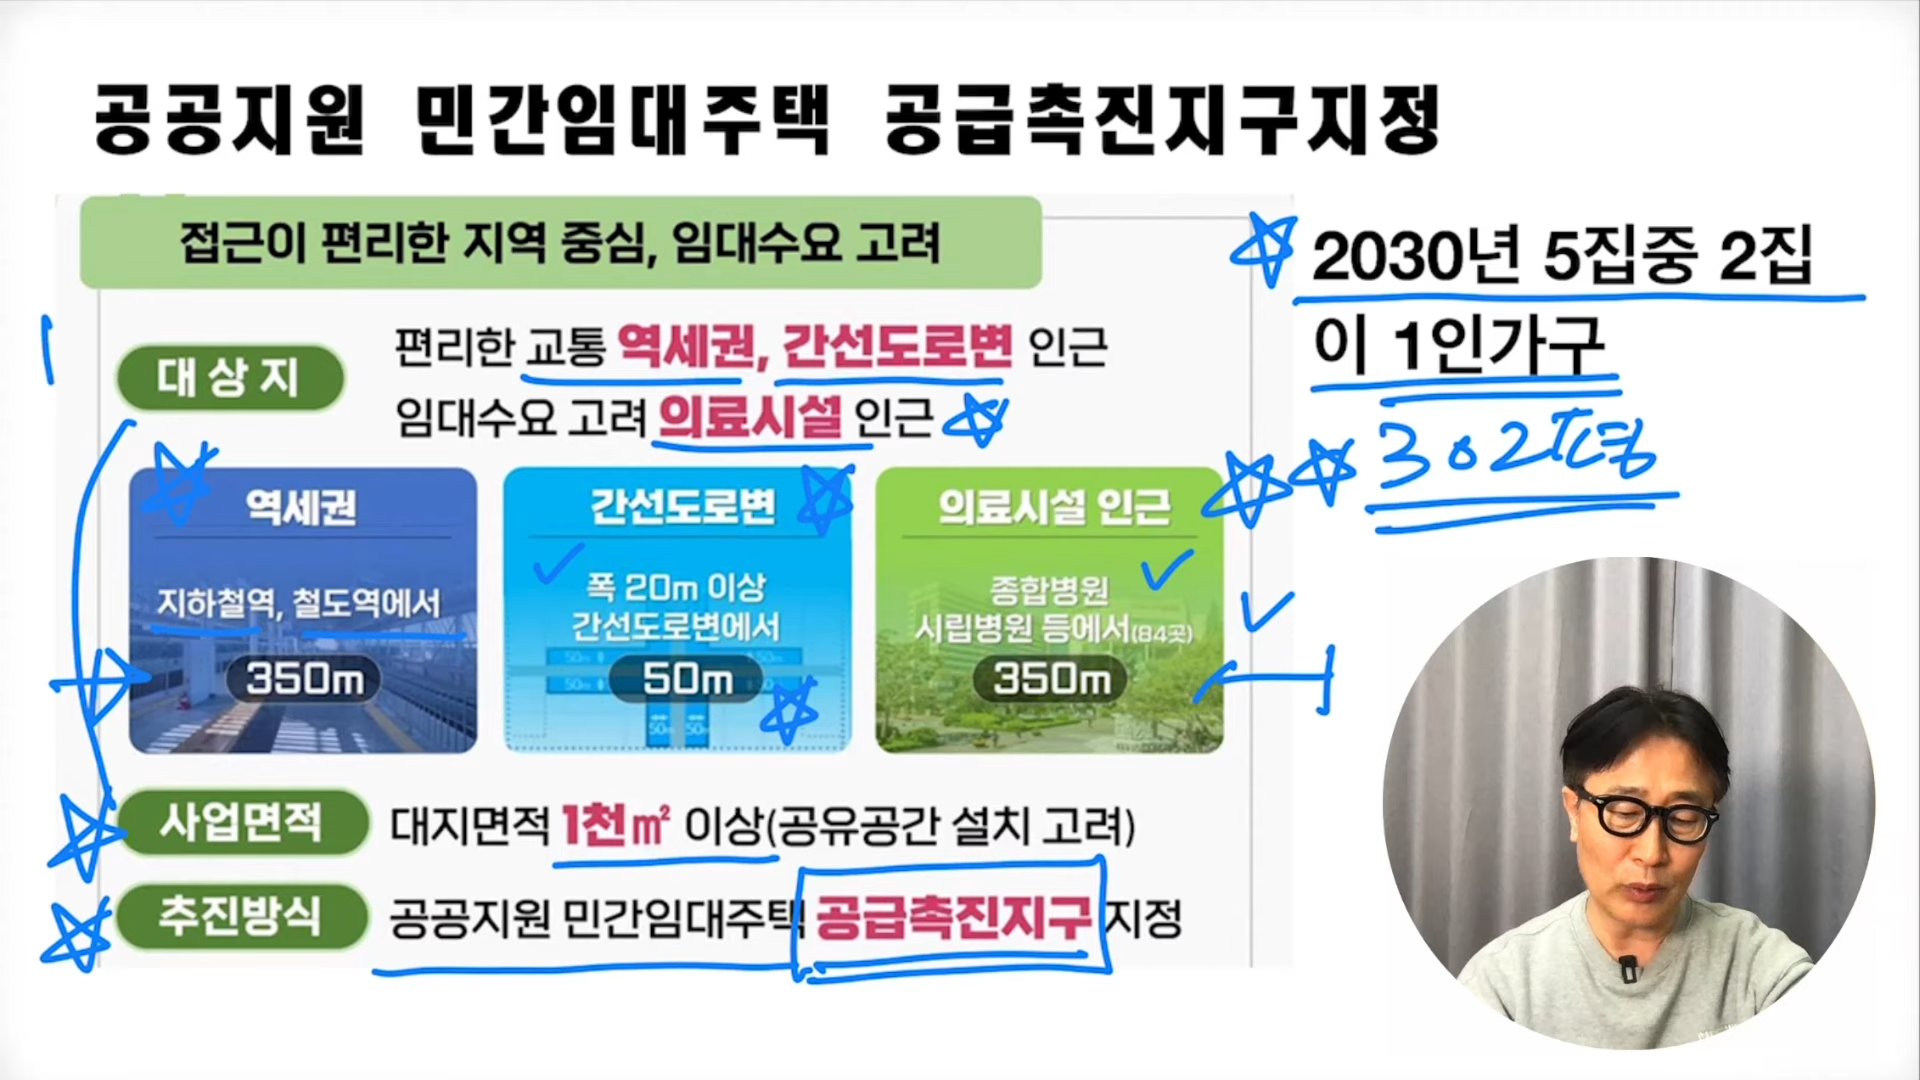 공공지원 민간임대주택 공급촉진지구지정
접근이 편리한 지역 중심, 임대수요 고려
대상지
편리한 교통 역세권, 간선도로변 인근
임대수요 고려 의료시설 인근
역세권
지하철역, 철도역에서
350m
간선도로변
폭 20m 이상
간선도로변에서
50m
의료시설 인근
종합병원
시립병원 등에서(84곳)
350m
사업면적
대지면적 1천㎡ 이상(공유공간 설치 고려)
추진방식
공공지원 민간임대주택 공급촉진지구 지정
2030년 5집중 2집
이 1인가구
302평